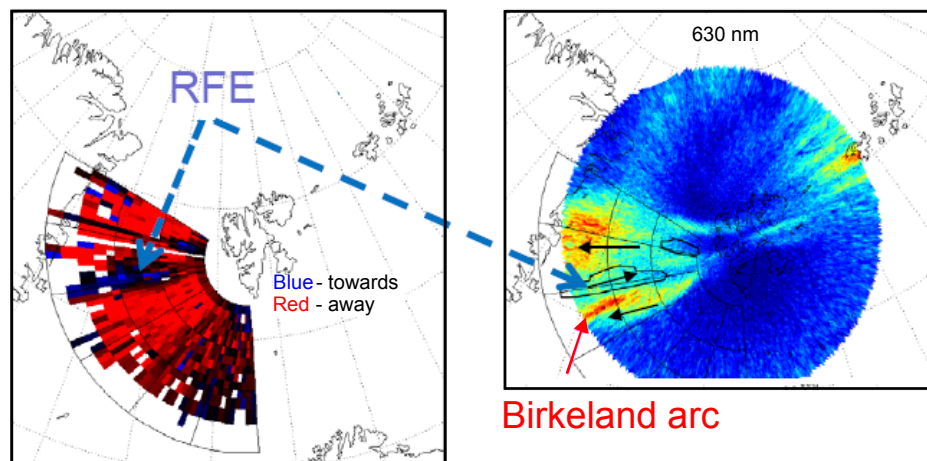 RFE
Blue - towards
Red - away
630 nm
Birkeland arc